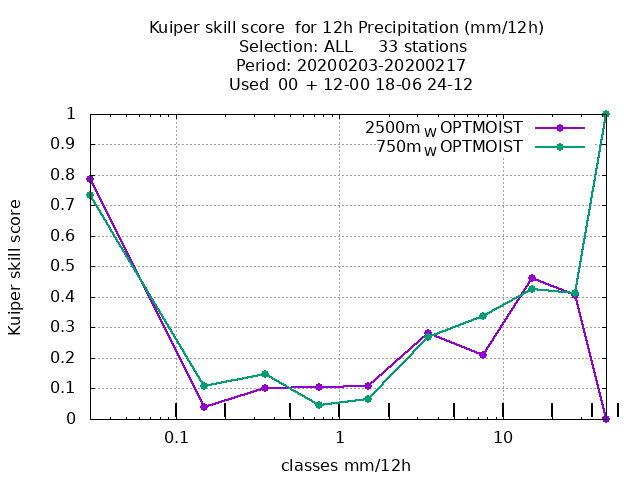 Kuiper skill score  for 12h Precipitation (mm/12h)
Selection: ALL     33 stations
Period: 20200203-20200217
Used  00 + 12-00 18-06 24-12
2500m W OPTMOIST
750m W OPTMOIST
1
0.9
0.8
0.7
0.6
0.5
0.4
0.3
0.2
0.1
0
Kuiper skill score
0.1 1 10
classes mm/12h